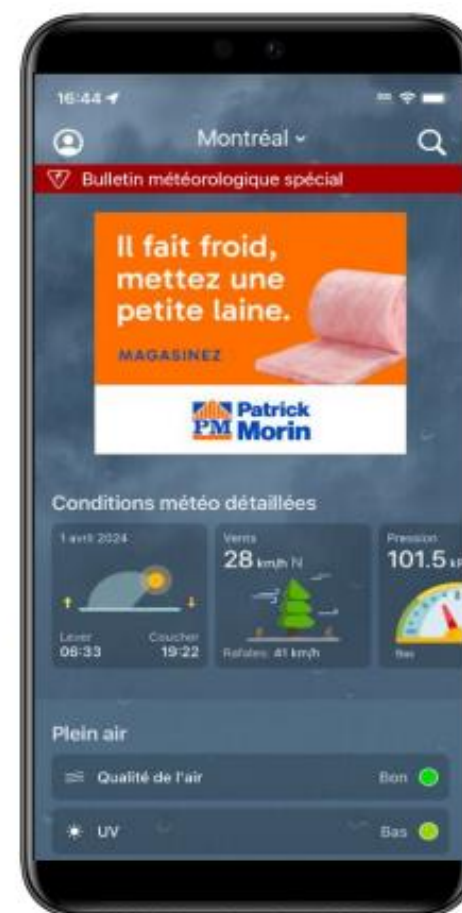 16:44
Montréal
Bulletin météorologique spécial
Il fait froid,
mettez une
petite laine.
MAGASINEZ
PM Patrick
Morin
Conditions météo détaillées
1 avril 2024
Lever
06:33
Coucher
19:22
Vents
28 km/h N
Rafales: 41 km/h
Pression
101.5
Bas
Plein air
Qualité de l'air
Bon
UV
Bas